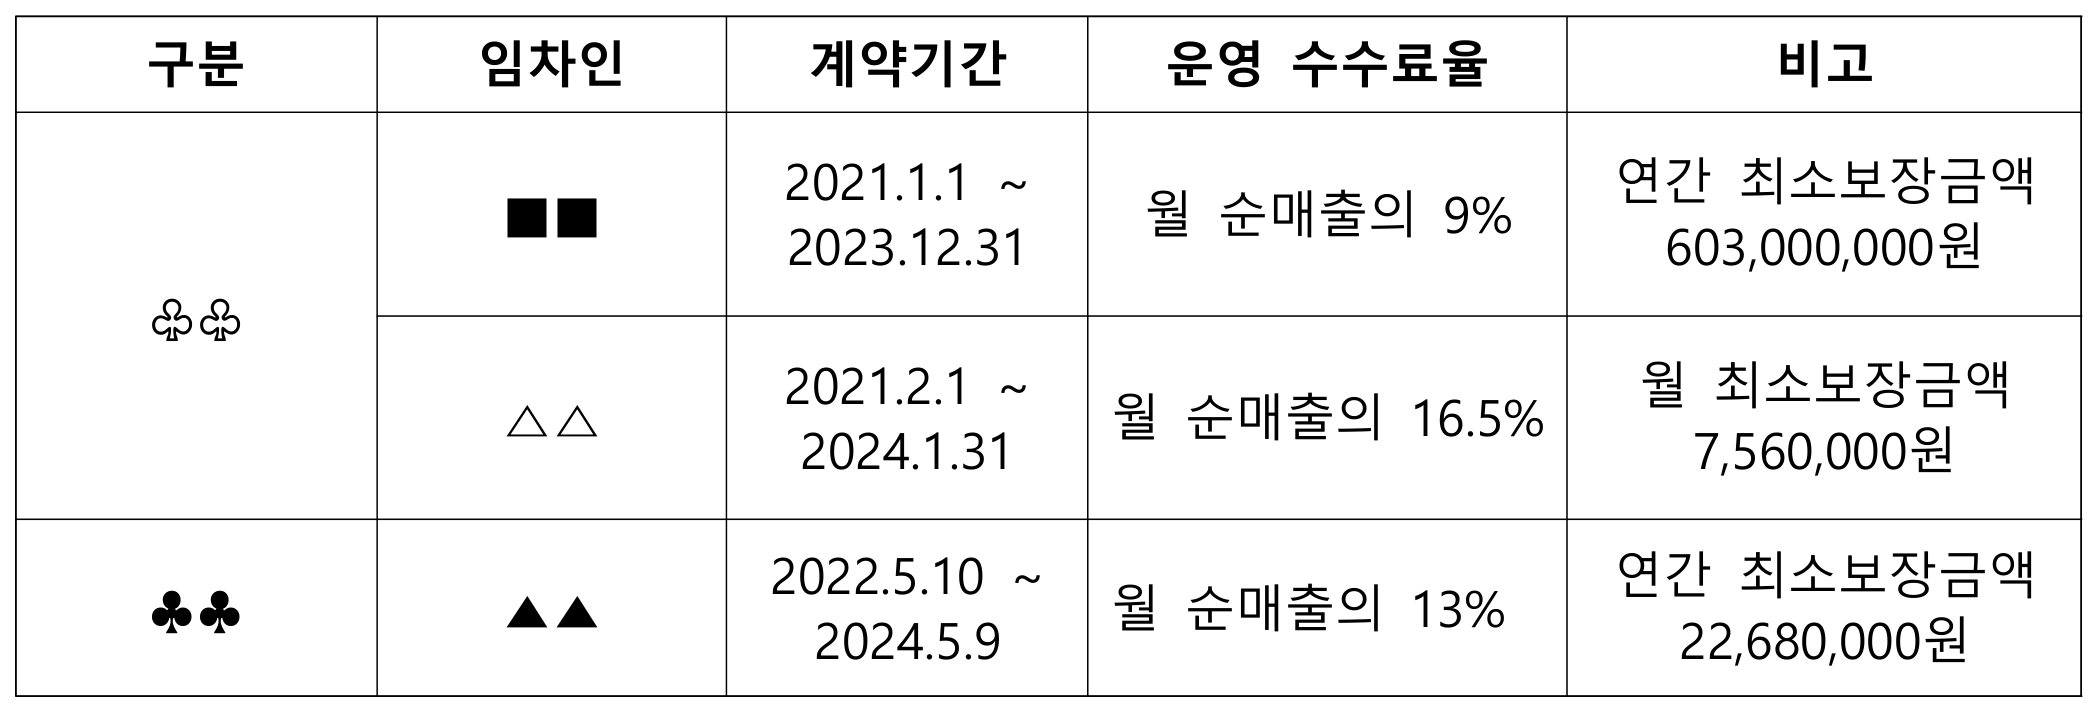 구분 임차인 계약기간 운영 수수료율 비고
♧♧
■■
2021.1.1 ~
2023.12.31
월 순매출의 9%
연간 최소보장금액
603,000,000원
△△
2021.2.1 ~
2024.1.31
월 순매출의 16.5%
월 최소보장금액
7,560,000원
♣♣
▲▲
2022.5.10 ~
2024.5.9
월 순매출의 13%
연간 최소보장금액
22,680,000원